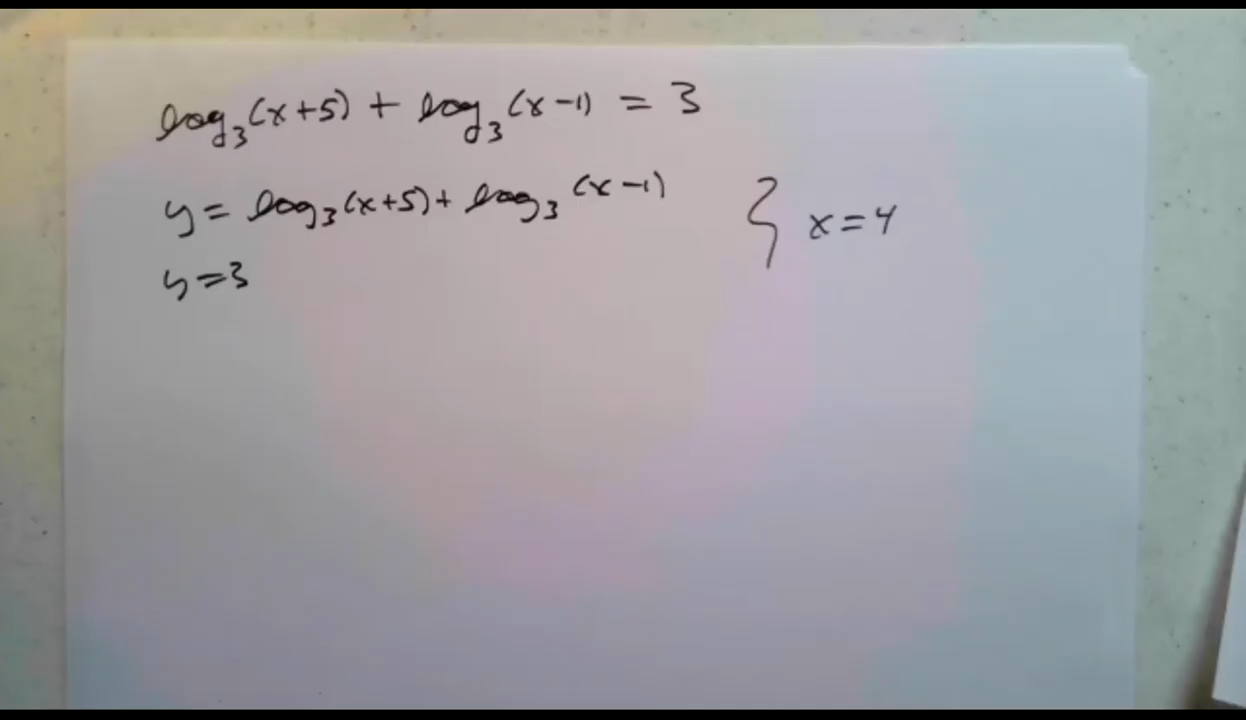 log₃(x+5) + log₃(x-1) = 3
y = log₃(x+5) + log₃(x-1)
y = 3
} x = 4